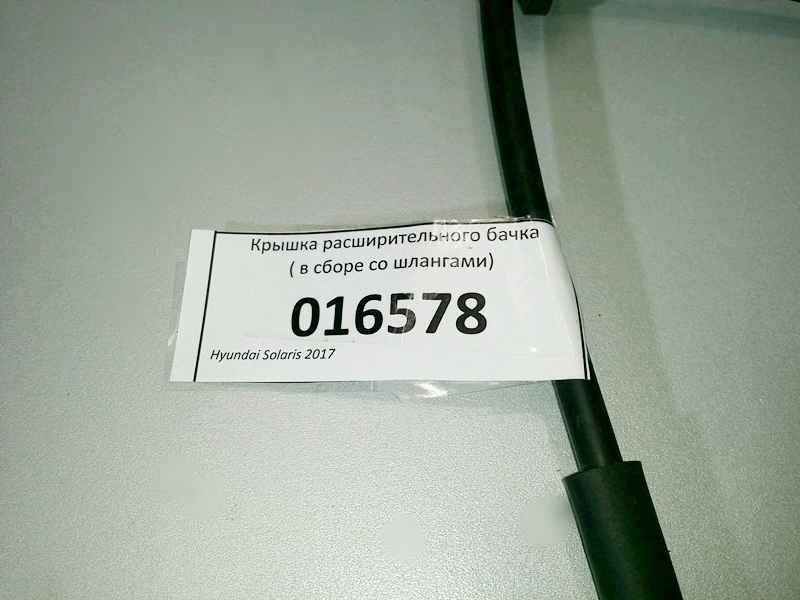 Крышка расширительного бачка
( в сборе со шлангами)
016578
Hyundai Solaris 2017